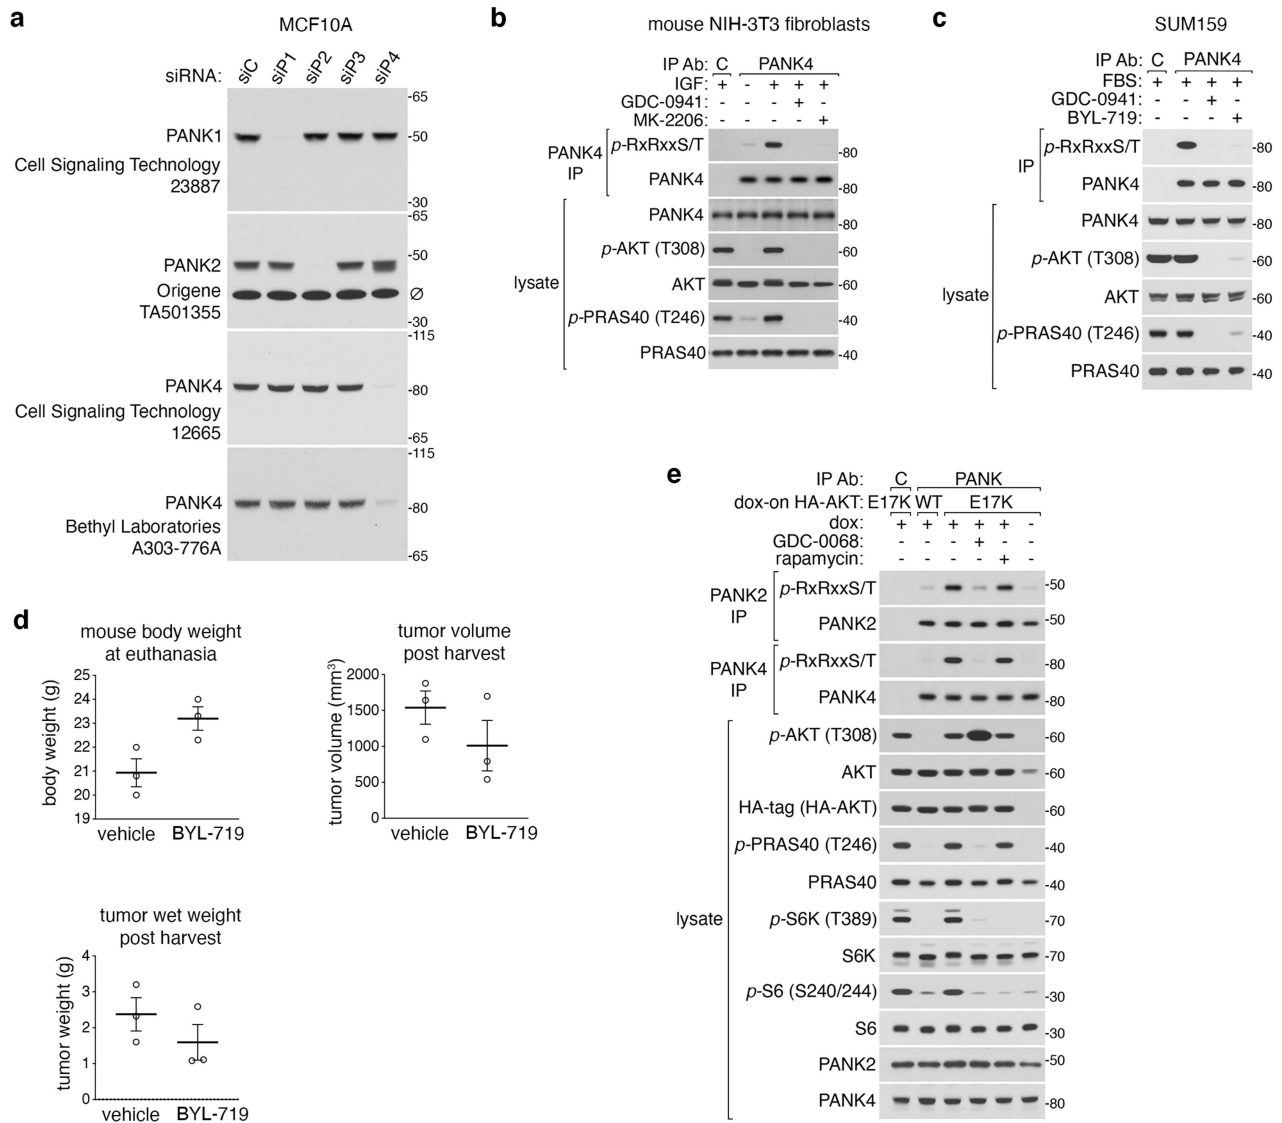 a
MCF10A
siRNA: siC siP1 siP2 siP3 siP4
-65
PANK1 -50
Cell Signaling Technology
23887
-30
-65
PANK2 -50
Origene Ø
TA501355
-30
-115
PANK4 -80
Cell Signaling Technology
12665
-65
-115
PANK4 -80
Bethyl Laboratories
A303-776A
-65
b
mouse NIH-3T3 fibroblasts
IP Ab: C PANK4
IGF: + - + + +
GDC-0941: - - - + -
MK-2206: - - - - +
PANK4
IP
p-RxRxxS/T -80
PANK4 -80
lysate
PANK4 -80
p-AKT (T308) -60
AKT -60
p-PRAS40 (T246) -40
PRAS40 -40
c
SUM159
IP Ab: C PANK4
FBS: + + + +
GDC-0941: - - + -
BYL-719: - - - +
IP
p-RxRxxS/T -80
PANK4 -80
lysate
PANK4 -80
p-AKT (T308) -60
AKT -60
p-PRAS40 (T246) -40
PRAS40 -40
d
mouse body weight
at euthanasia
body weight (g)
25
24
23
22
21
20
19
vehicle BYL-719
tumor volume
post harvest
tumor volume (mm³)
2000
1500
1000
500
0
vehicle BYL-719
tumor wet weight
post harvest
tumor weight (g)
4
3
2
1
0
vehicle BYL-719
e
IP Ab: C PANK
dox-on HA-AKT: E17K WT E17K
dox: + + + + + -
GDC-0068: - - - + - -
rapamycin: - - - - + -
PANK2
IP
p-RxRxxS/T -50
PANK2 -50
PANK4
IP
p-RxRxxS/T -80
PANK4 -80
lysate
p-AKT (T308) -60
AKT -60
HA-tag (HA-AKT) -60
p-PRAS40 (T246) -40
PRAS40 -40
p-S6K (T389) -70
S6K -70
p-S6 (S240/244) -30
S6 -30
PANK2 -50
PANK4 -80